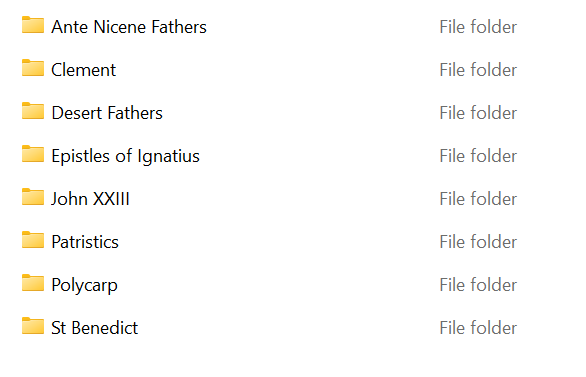 Ante Nicene Fathers File folder
Clement File folder
Desert Fathers File folder
Epistles of Ignatius File folder
John XXIII File folder
Patristics File folder
Polycarp File folder
St Benedict File folder